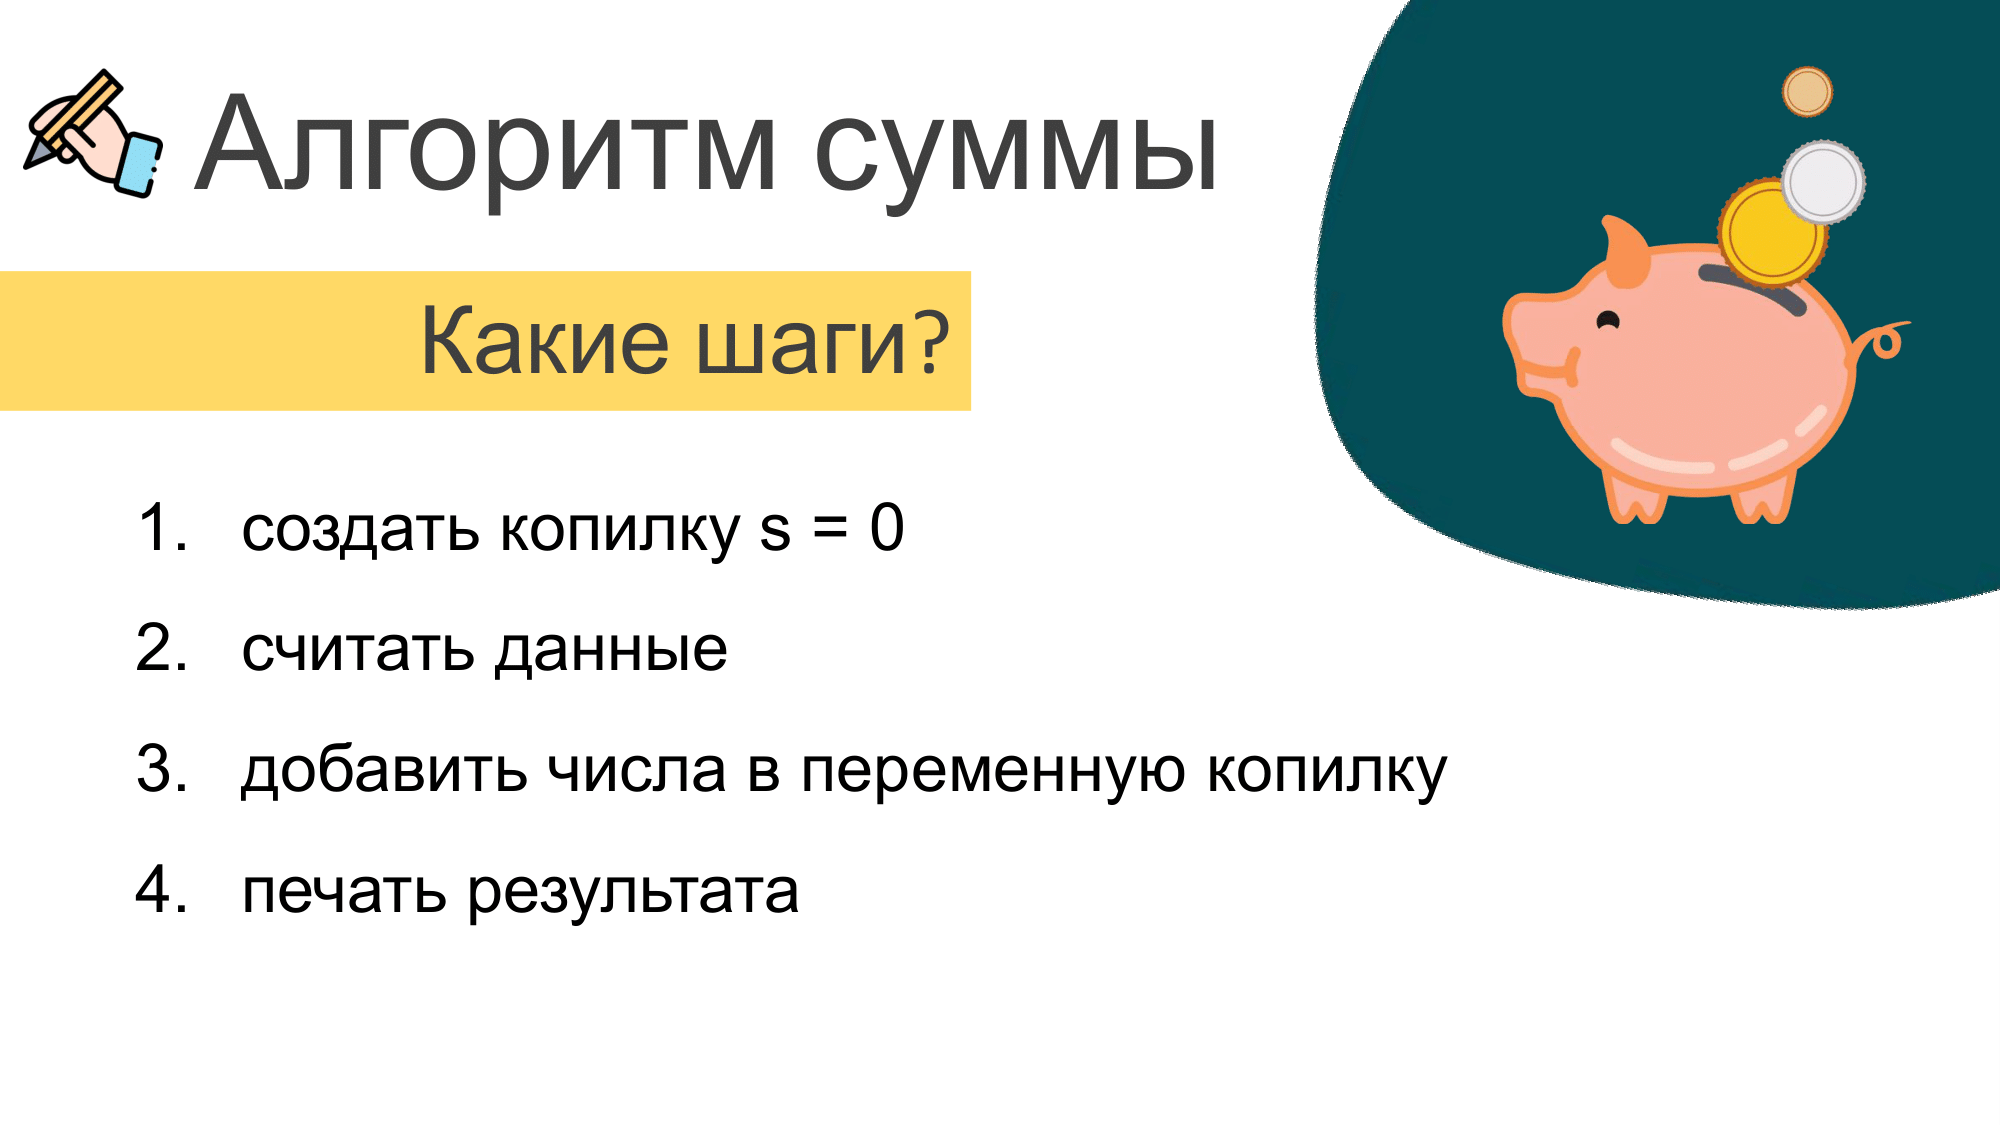 Алгоритм суммы
Какие шаги?
1. создать копилку s = 0
2. считать данные
3. добавить числа в переменную копилку
4. печать результата